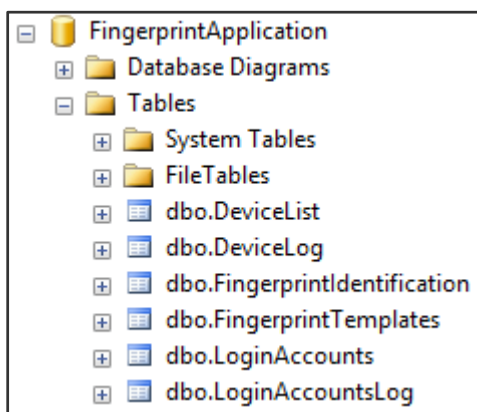 FingerprintApplication
Database Diagrams
Tables
System Tables
FileTables
dbo.DeviceList
dbo.DeviceLog
dbo.FingerprintIdentification
dbo.FingerprintTemplates
dbo.LoginAccounts
dbo.LoginAccountsLog